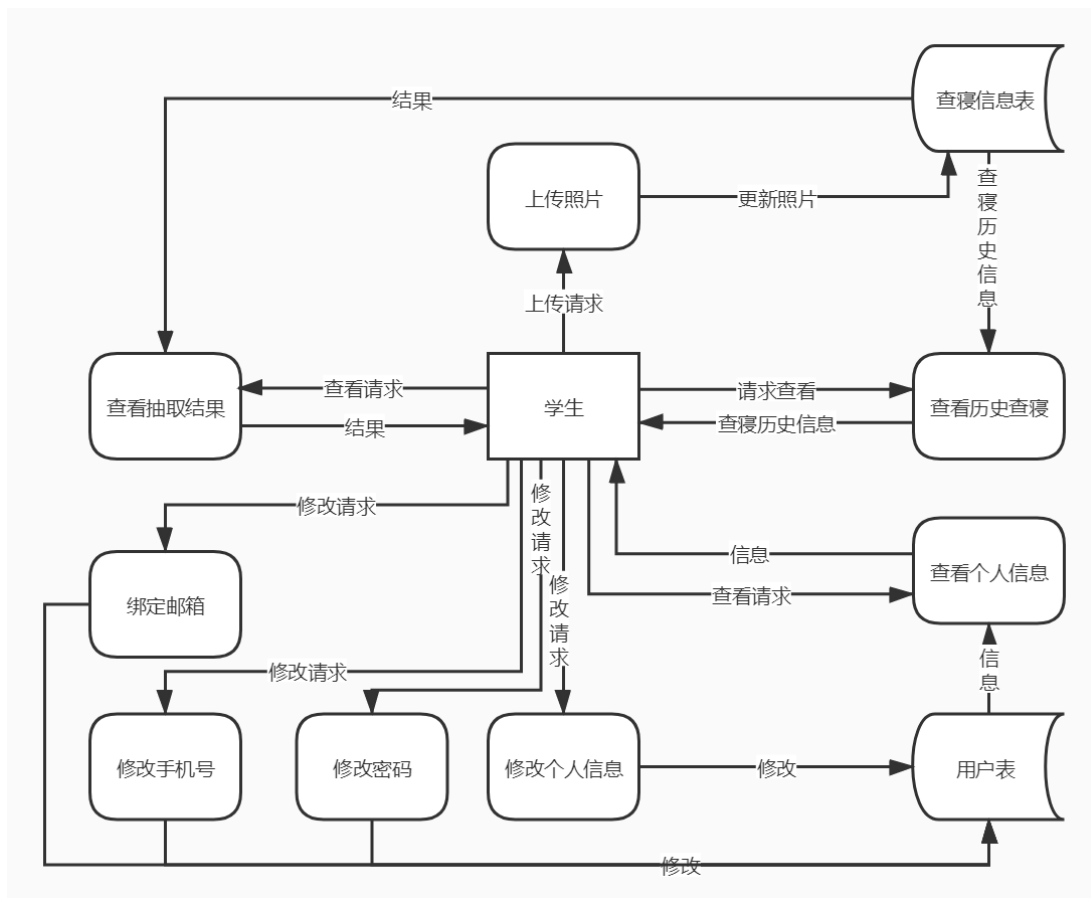 查寝信息表
结果
上传照片
更新照片
查寝历史信息
上传请求
查看抽取结果
查看请求
结果
学生
请求查看
查寝历史信息
查看历史查寝
修改请求
修改请求
修改请求
信息
查看请求
查看个人信息
绑定邮箱
修改请求
信息
修改手机号
修改密码
修改个人信息
修改
用户表
修改